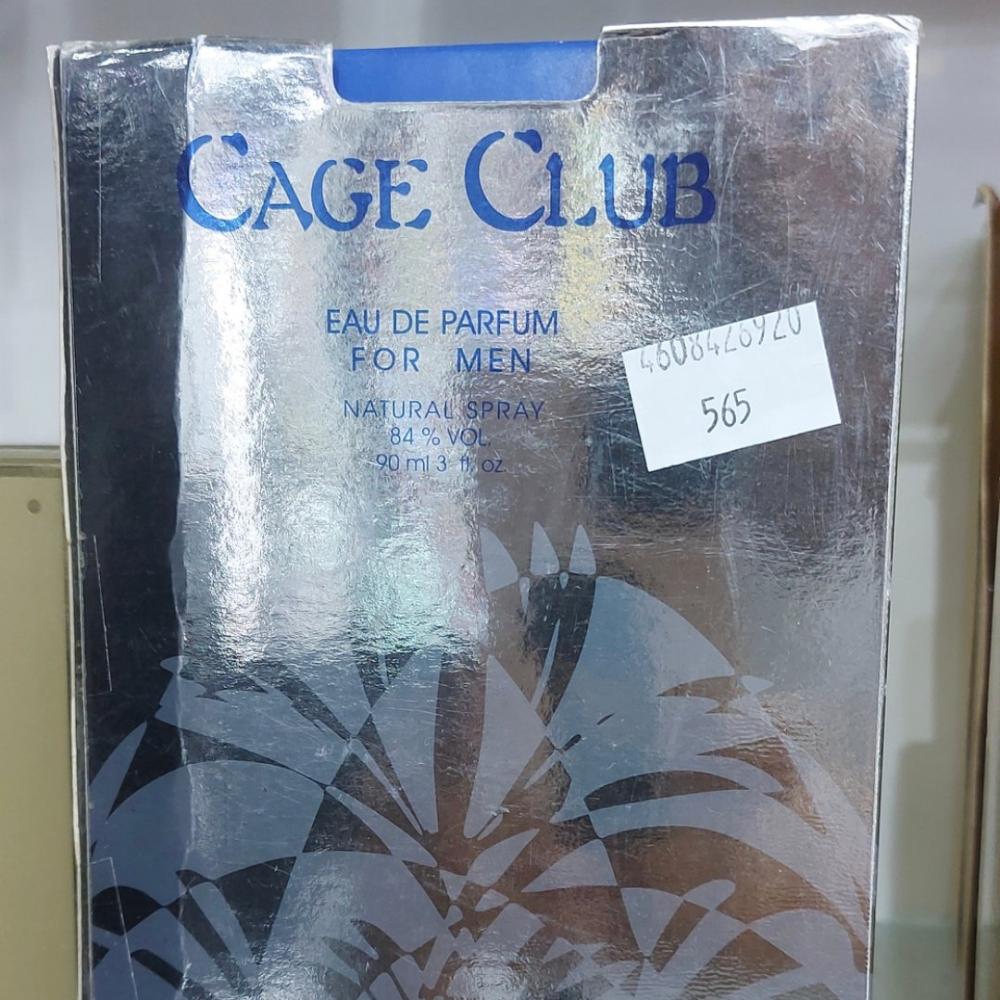 CAGE CLUB
EAU DE PARFUM
FOR MEN
NATURAL SPRAY
84 % VOL.
90 ml 3 fl. oz.
565